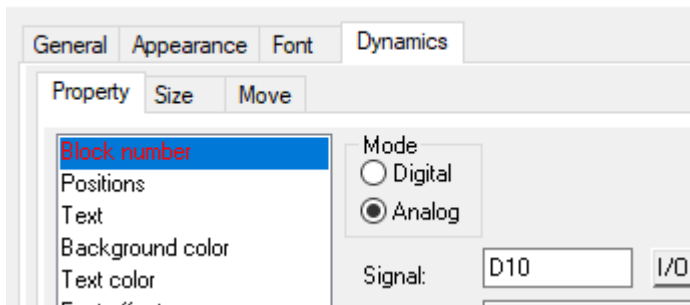 General Appearance Font Dynamics
Property Size Move
Block number
Positions
Text
Background color
Text color
Mode
Digital
Analog
Signal: D10 I/O